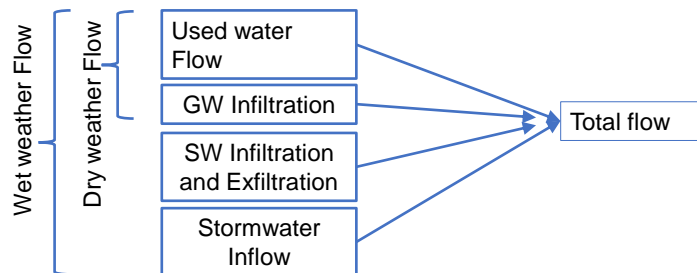 Wet weather Flow
Dry weather Flow
Used water
Flow
GW Infiltration
SW Infiltration
and Exfiltration
Stormwater
Inflow
Total flow